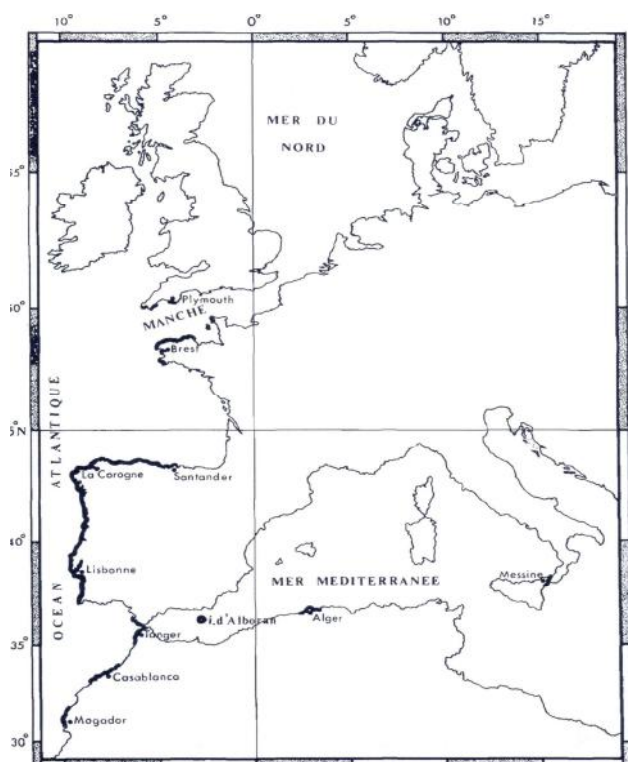 10° 5° 0° 5° 10° 15°
MER DU
NORD
55°
Plymouth
50°
MANCHE
Brest
ATLANTIQUE
45°N
La Corogne
Santander
40°
Lisbonne
MER MEDITERRANEE
Messine
OCEAN
i.d'Alboran
Alger
Tanger
35°
Casablanca
Mogador
30°